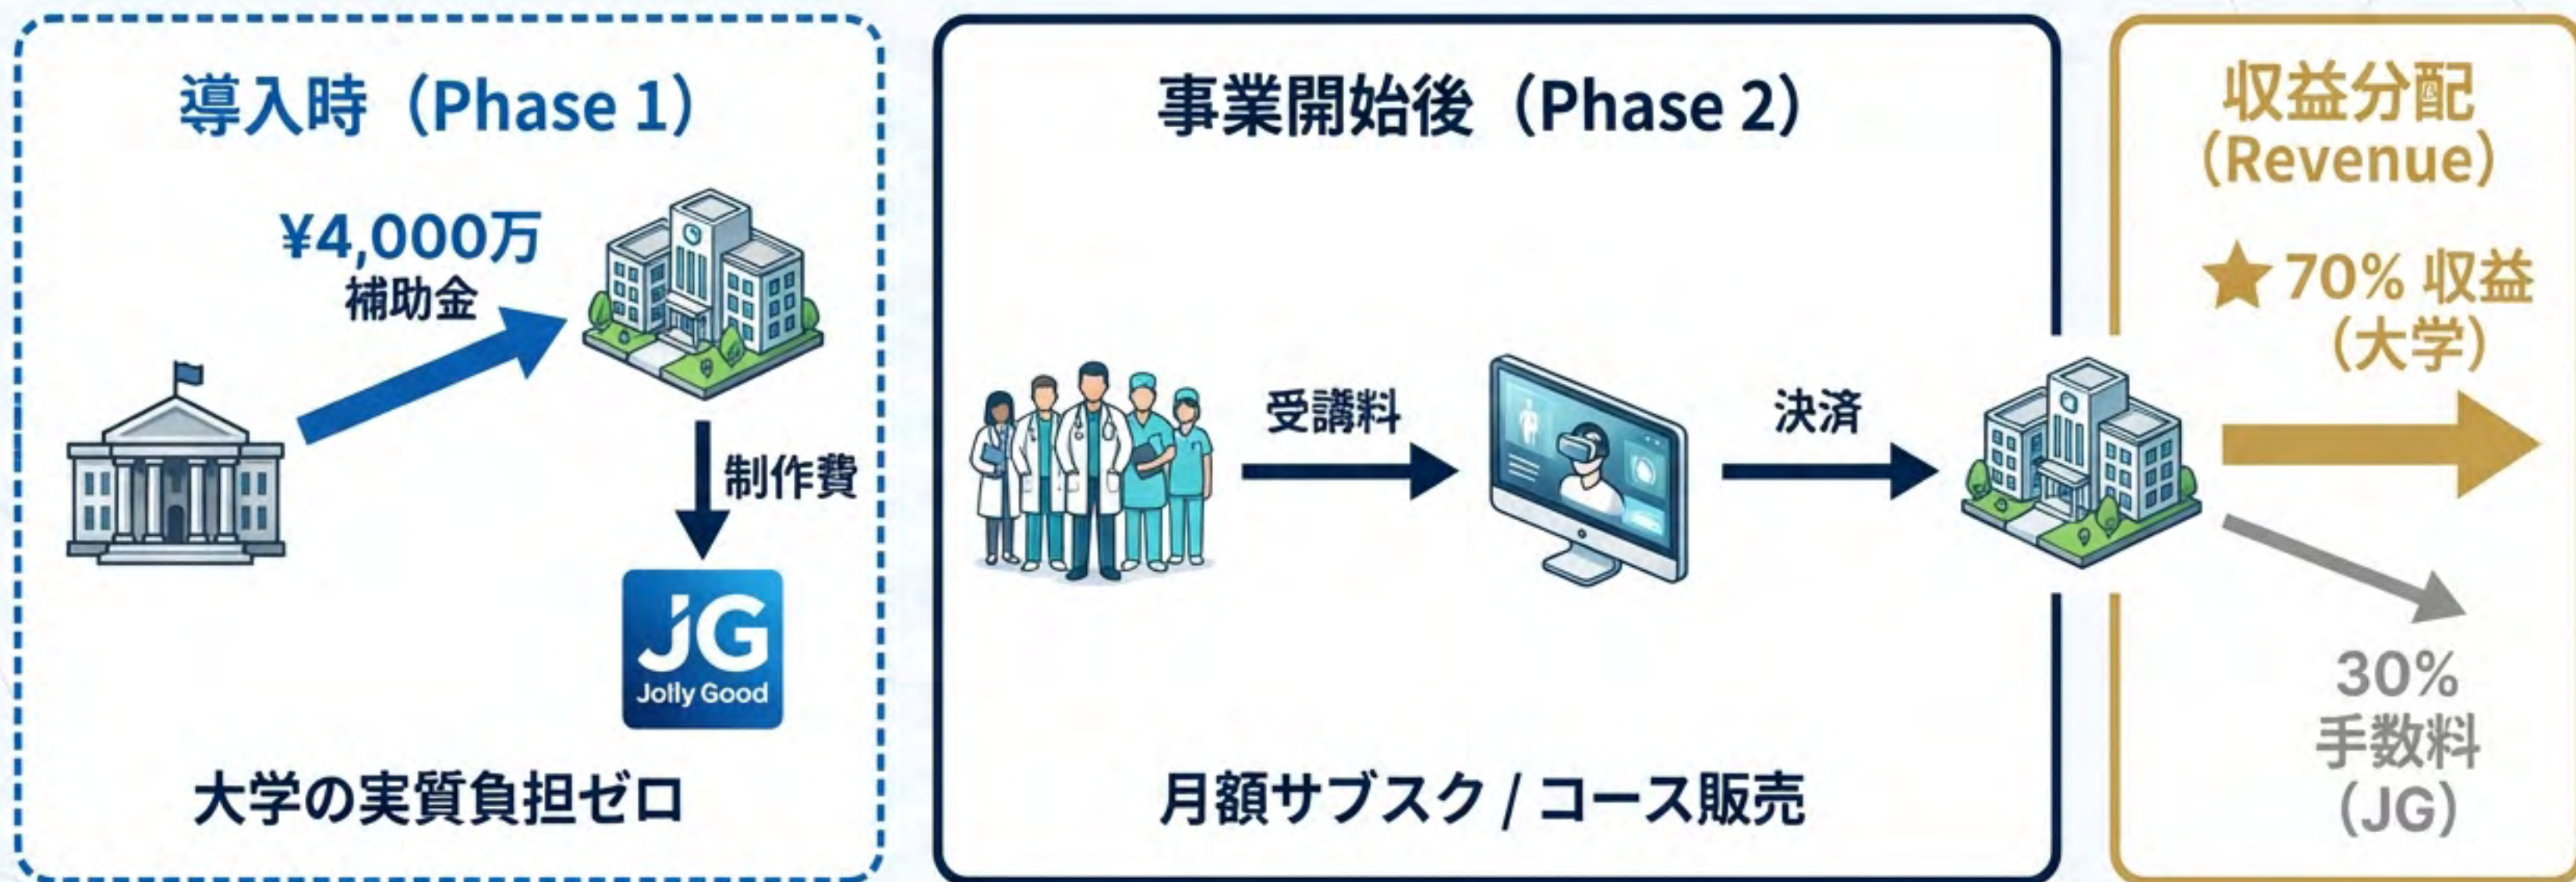 導入時（Phase 1）
¥4,000万
補助金
制作費
JG
Jolly Good
大学の実質負担ゼロ
事業開始後（Phase 2）
受講料
決済
月額サブスク / コース販売
収益分配
（Revenue）
★ 70% 収益
（大学）
30%
手数料
（JG）